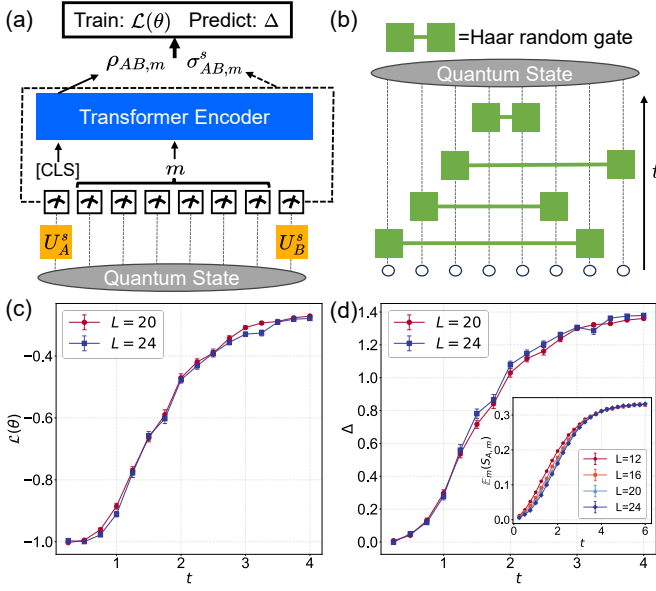 (a)
Train: ℒ(θ) Predict: Δ
ρ_{AB,m} σ^s_{AB,m}
Transformer Encoder
[CLS]
m
U^s_A
U^s_B
Quantum State
(b)
=Haar random gate
Quantum State
t
(c)
L = 20
L = 24
ℒ(θ)
−0.4
−0.6
−0.8
−1.0
1 2 3 4
t
(d)
L = 20
L = 24
Δ
1.4
1.2
1.0
0.8
0.6
0.4
0.2
0.0
1 2 3 4
t
𝔼_m(S_{A,m})
0.3
0.2
0.1
0.0
L=12
L=16
L=20
L=24
0 2 4 6
t